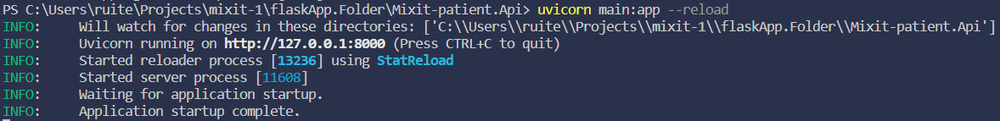 PS C:\Users\ruite\Projects\mixit-1\flaskApp.Folder\Mixit-patient.Api> uvicorn main:app --reload
INFO:     Will watch for changes in these directories: ['C:\\Users\\ruite\\Projects\\mixit-1\\flaskApp.Folder\\Mixit-patient.Api']
INFO:     Uvicorn running on http://127.0.0.1:8000 (Press CTRL+C to quit)
INFO:     Started reloader process [13236] using StatReload
INFO:     Started server process [11608]
INFO:     Waiting for application startup.
INFO:     Application startup complete.